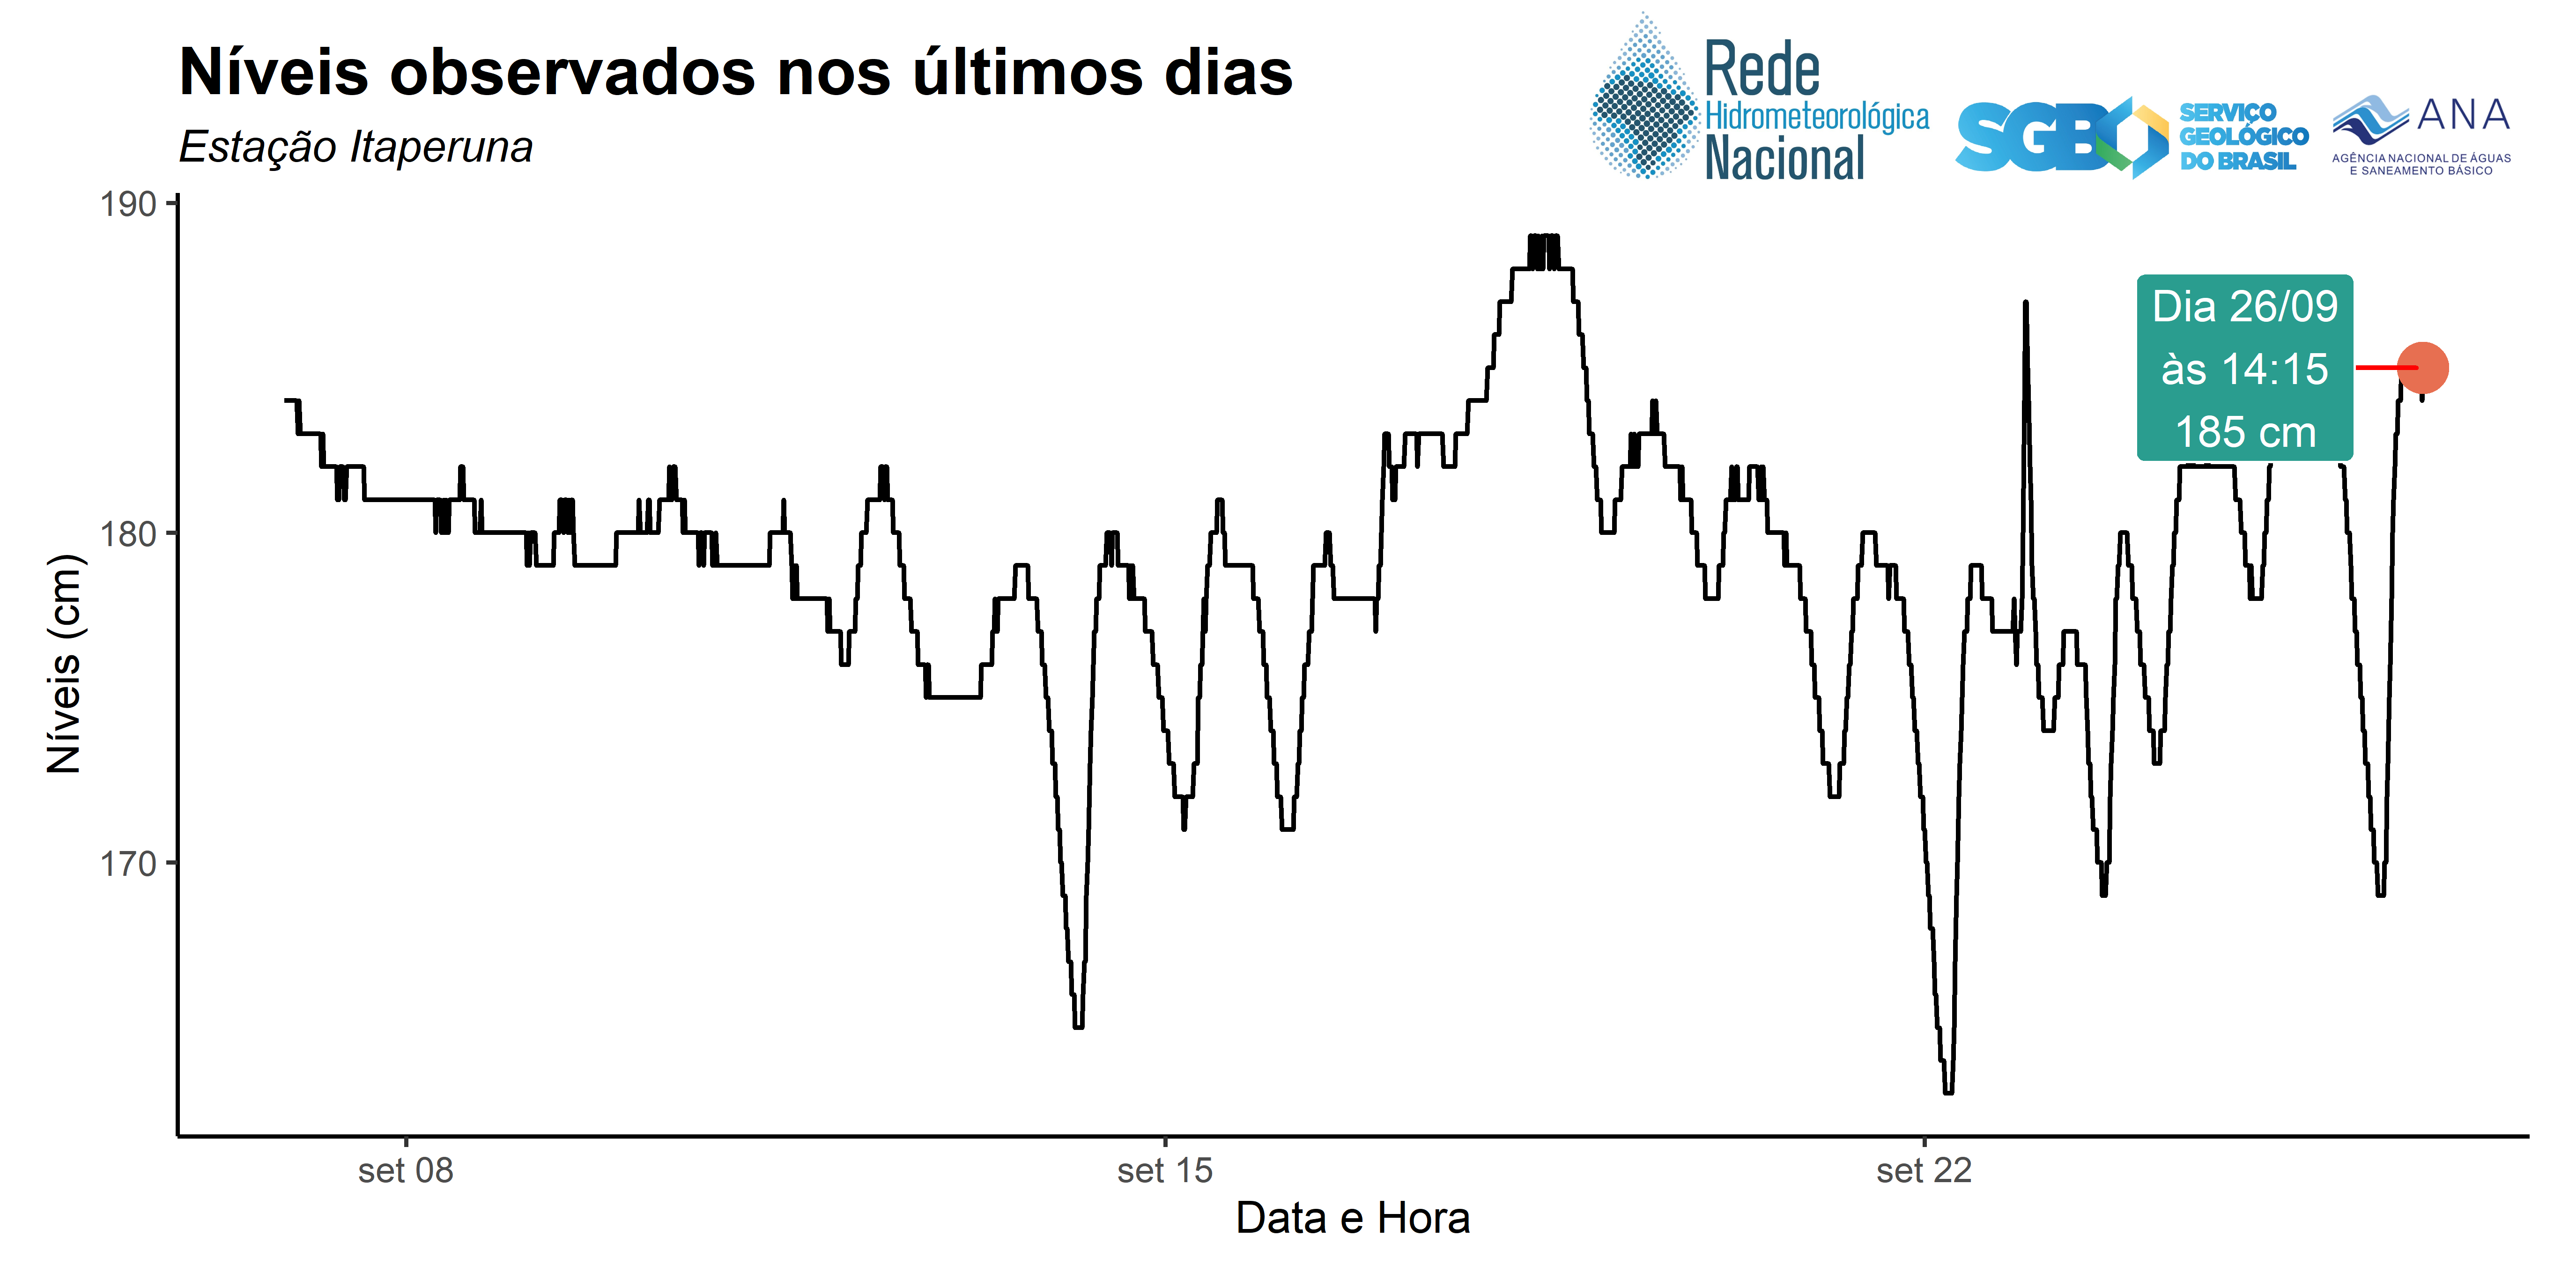 Níveis observados nos últimos dias
Estação Itaperuna
Rede
Hidrometeorológica
Nacional
SGB
SERVIÇO
GEOLÓGICO
DO BRASIL
ANA
AGÊNCIA NACIONAL DE ÁGUAS
E SANEAMENTO BÁSICO
190
180
170
Níveis (cm)
Dia 26/09
às 14:15
185 cm
set 08
set 15
set 22
Data e Hora